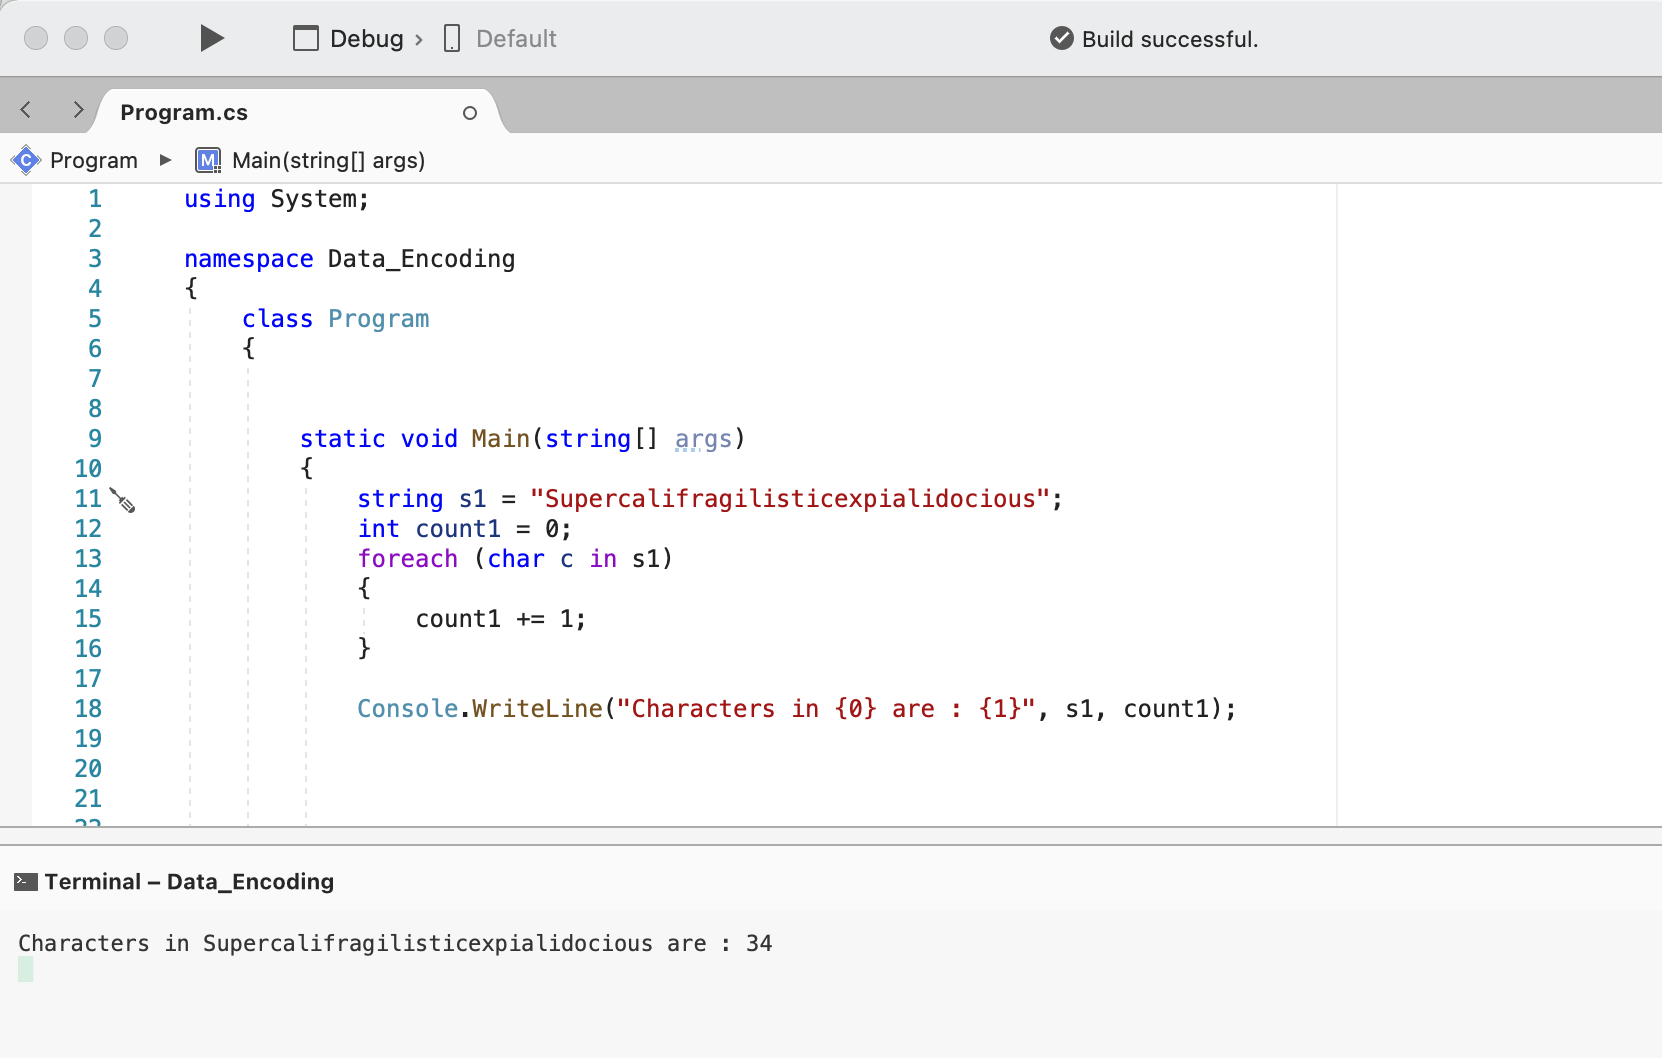 Debug › Default
Build successful.
Program.cs
Program ▶ Main(string[] args)
1 using System;
2
3 namespace Data_Encoding
4 {
5 class Program
6 {
7
8
9 static void Main(string[] args)
10 {
11 string s1 = "Supercalifragilisticexpialidocious";
12 int count1 = 0;
13 foreach (char c in s1)
14 {
15 count1 += 1;
16 }
17
18 Console.WriteLine("Characters in {0} are : {1}", s1, count1);
19
20
21
Terminal – Data_Encoding
Characters in Supercalifragilisticexpialidocious are : 34